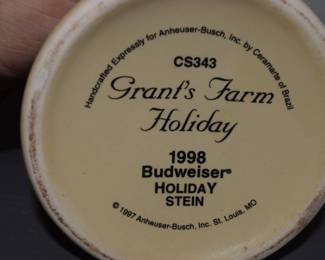 Handcrafted Expressly for Anheuser-Busch, Inc. by Ceramarte of Brazil
CS343
Grant's Farm
Holiday
1998
Budweiser®
HOLIDAY
STEIN
© 1997 Anheuser-Busch, Inc. St. Louis, MO